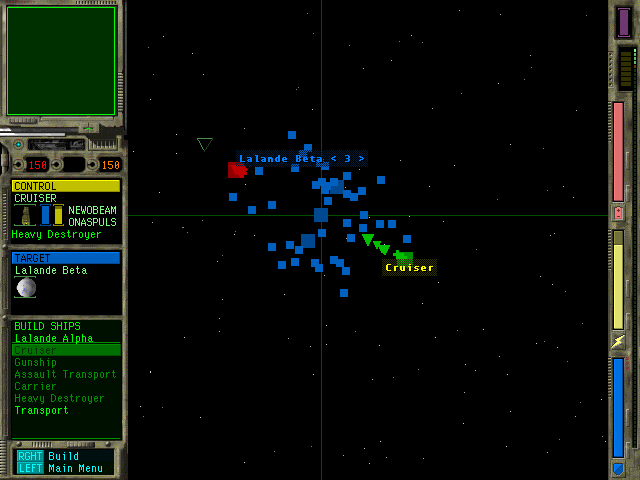 150 150
CONTROL
CRUISER
NEWOBEAM
ONASPULS
Heavy Destroyer
TARGET
Lalande Beta
BUILD SHIPS
Lalande Alpha
Cruiser
Gunship
Assault Transport
Carrier
Heavy Destroyer
Transport
RGHT Build
LEFT Main Menu
Lalande Beta < 3 >
Cruiser